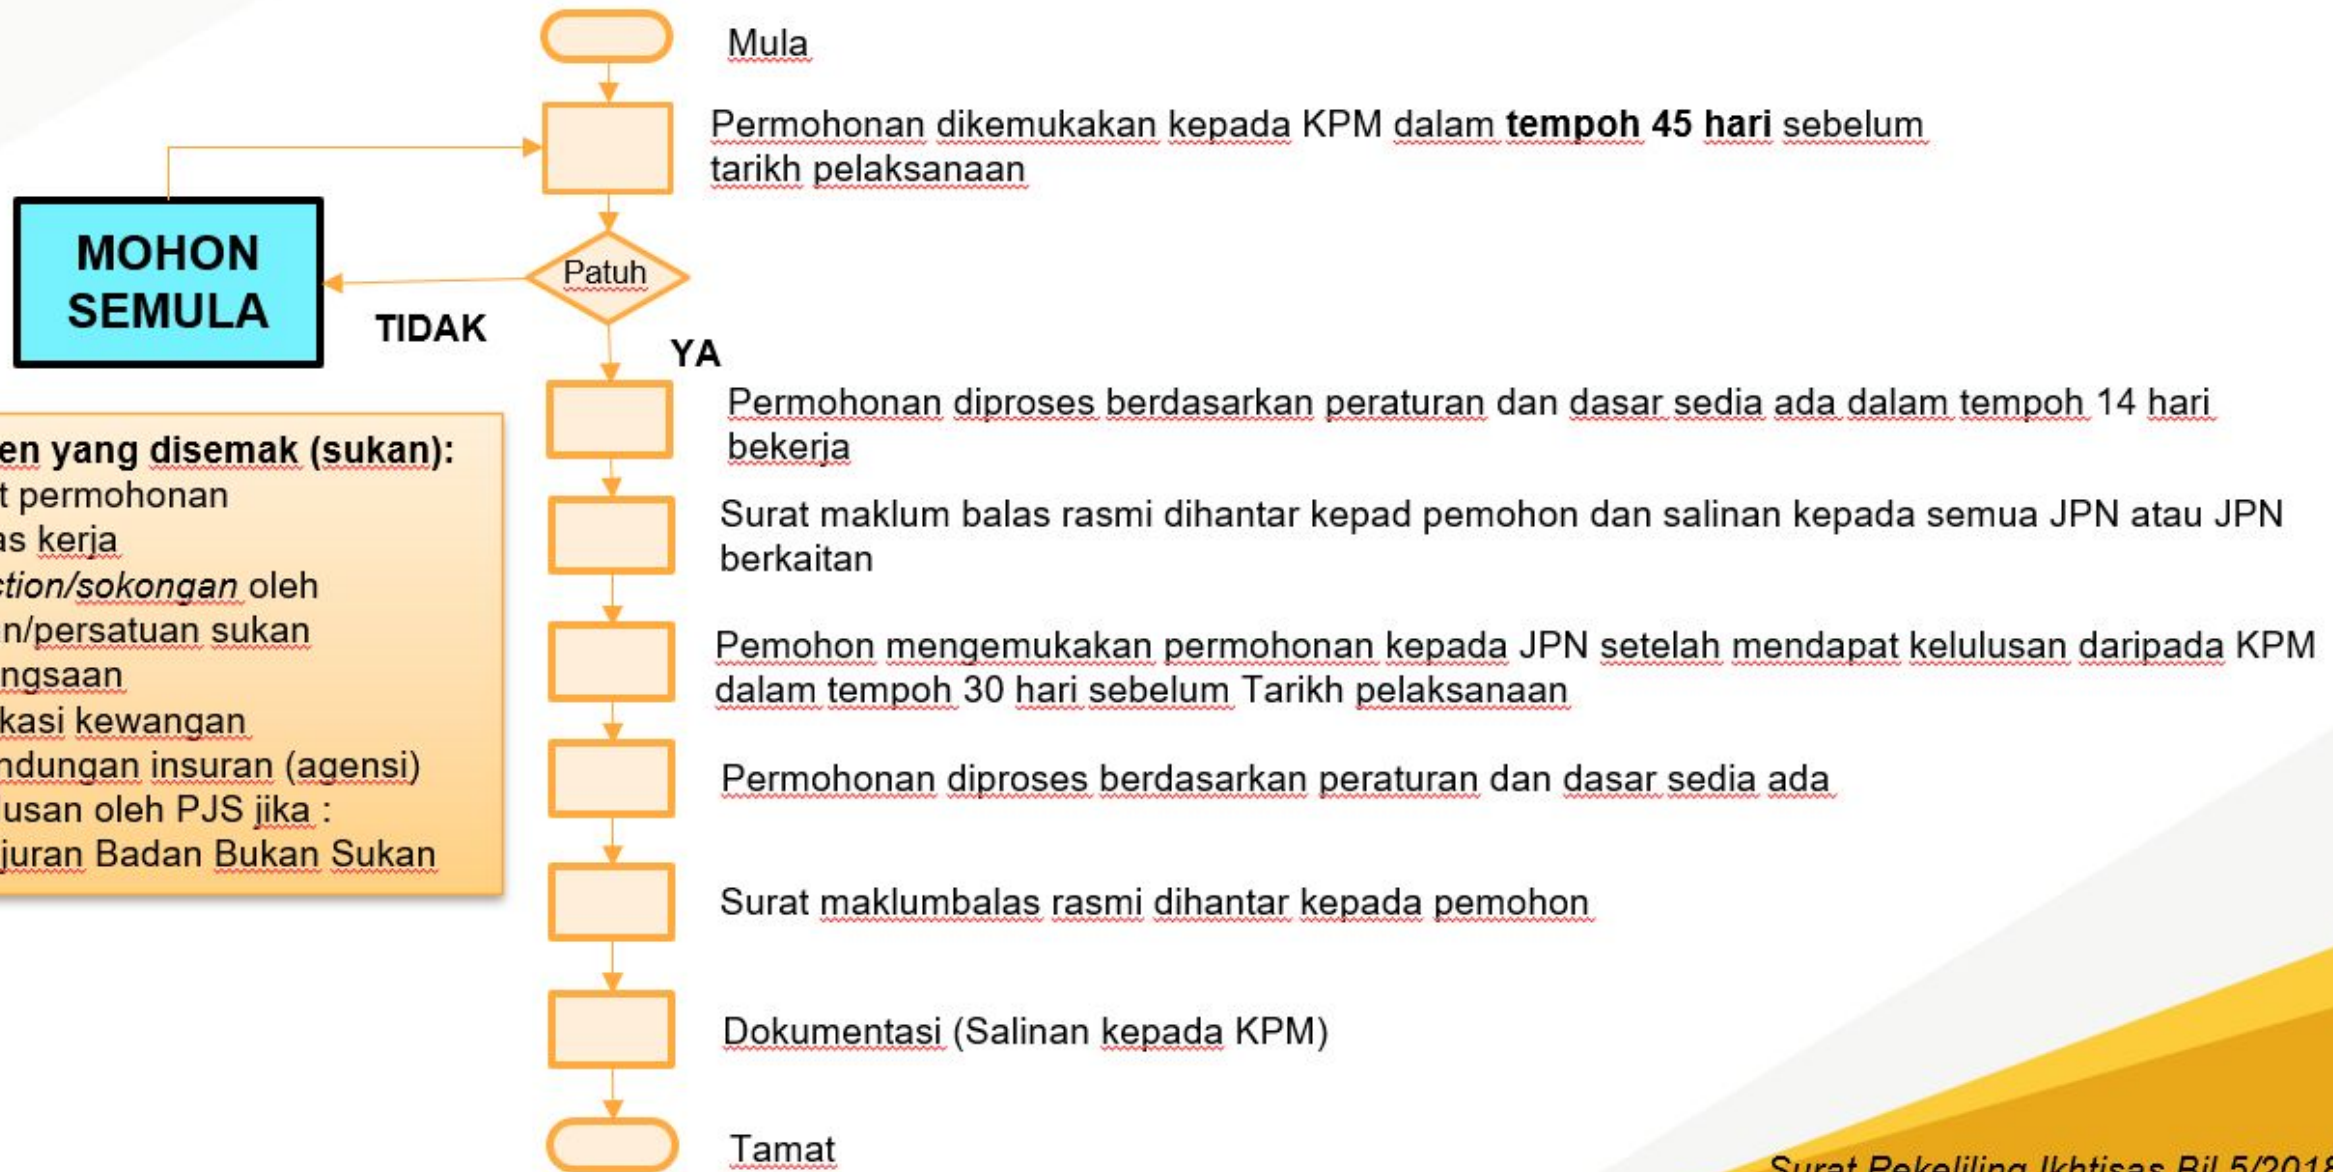 Mula
Permohonan dikemukakan kepada KPM dalam tempoh 45 hari sebelum
tarikh pelaksanaan
MOHON
SEMULA
Patuh
TIDAK
YA
Permohonan diproses berdasarkan peraturan dan dasar sedia ada dalam tempoh 14 hari
bekerja
en yang disemak (sukan):
t permohonan
as kerja
ction/sokongan oleh
n/persatuan sukan
ngsaan
kasi kewangan
ndungan insuran (agensi)
lusan oleh PJS jika :
juran Badan Bukan Sukan
Surat maklum balas rasmi dihantar kepad pemohon dan salinan kepada semua JPN atau JPN
berkaitan
Pemohon mengemukakan permohonan kepada JPN setelah mendapat kelulusan daripada KPM
dalam tempoh 30 hari sebelum Tarikh pelaksanaan
Permohonan diproses berdasarkan peraturan dan dasar sedia ada
Surat maklumbalas rasmi dihantar kepada pemohon
Dokumentasi (Salinan kepada KPM)
Tamat
Surat Pekeliling Ikhtisas Bil 5/2018